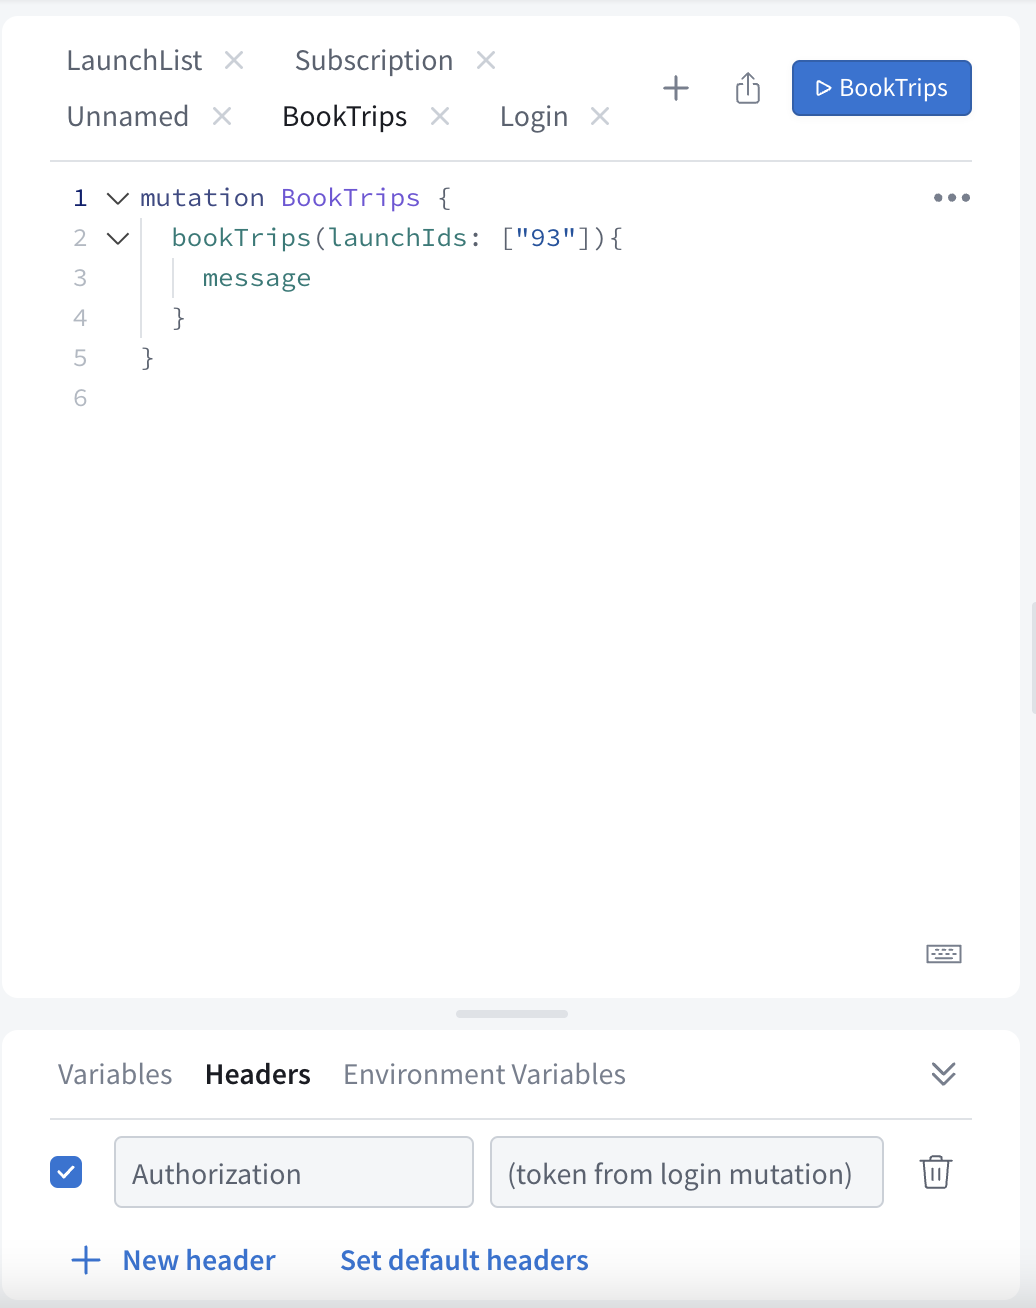 LaunchList Subscription
Unnamed BookTrips Login
BookTrips
1 mutation BookTrips {
2 bookTrips(launchIds: ["93"]){
3 message
4 }
5 }
6
Variables Headers Environment Variables
Authorization (token from login mutation)
New header Set default headers